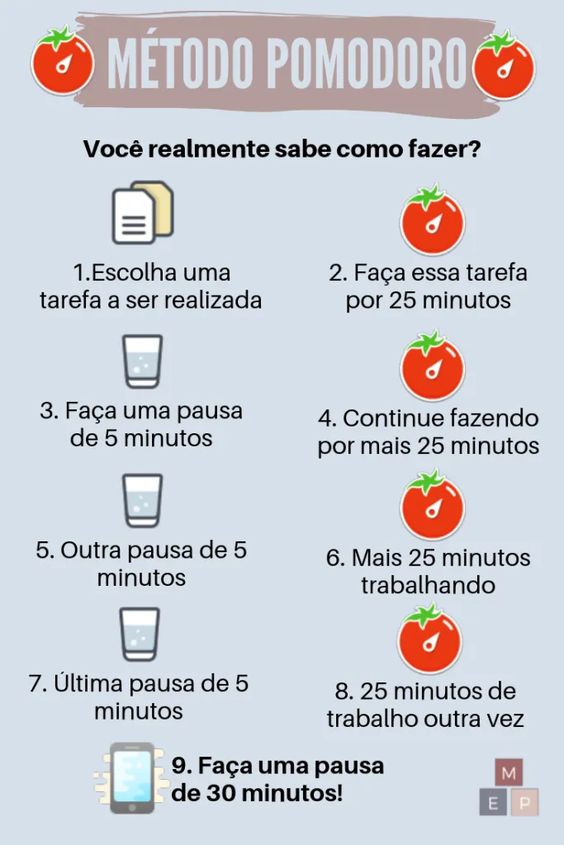 MÉTODO POMODORO
Você realmente sabe como fazer?
1.Escolha uma
tarefa a ser realizada
2. Faça essa tarefa
por 25 minutos
3. Faça uma pausa
de 5 minutos
4. Continue fazendo
por mais 25 minutos
5. Outra pausa de 5
minutos
6. Mais 25 minutos
trabalhando
7. Última pausa de 5
minutos
8. 25 minutos de
trabalho outra vez
9. Faça uma pausa
de 30 minutos!
M
E P